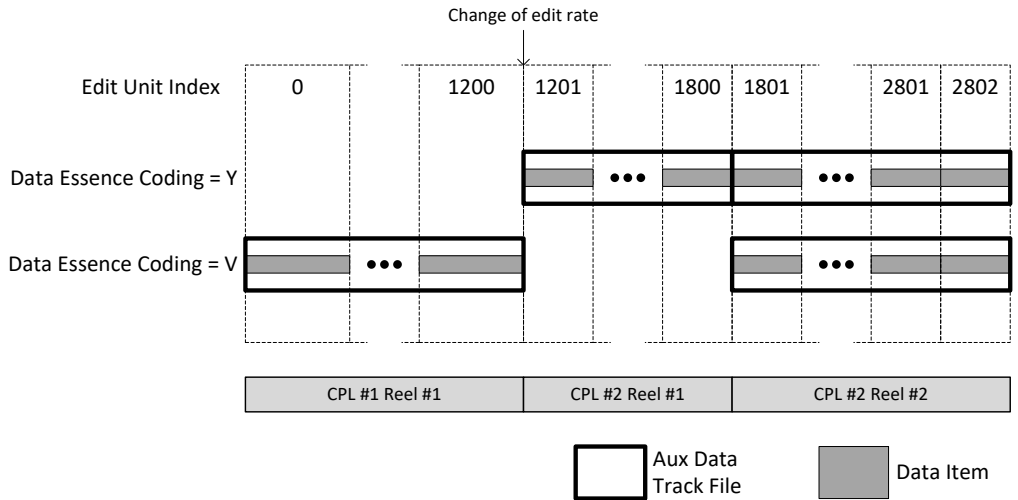 Change of edit rate
Edit Unit Index 0 1200 1201 1800 1801 2801 2802
Data Essence Coding = Y
Data Essence Coding = V
CPL #1 Reel #1 CPL #2 Reel #1 CPL #2 Reel #2
Aux Data
Track File
Data Item